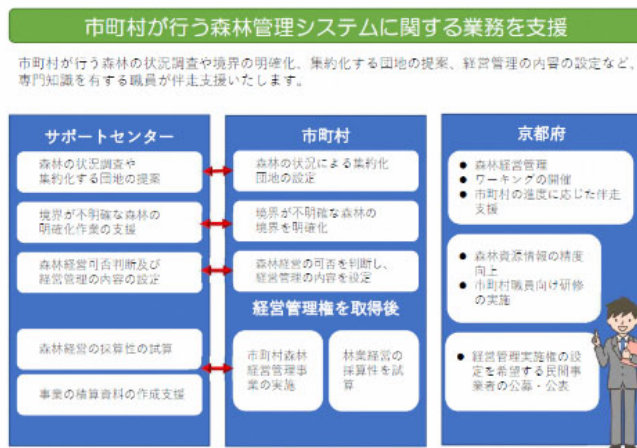 市町村が行う森林管理システムに関する業務を支援
市町村が行う森林の状況調査や境界の明確化、集約化する団地の提案、経営管理の内容の設定など、
専門知識を有する職員が伴走支援いたします。
サポートセンター
森林の状況調査や
集約化する団地の提案
境界が不明確な森林の
明確化作業の支援
森林経営可否判断及び
経営管理の内容の設定
森林経営の採算性の試算
事業の積算資料の作成支援
市町村
森林の状況による集約化
団地の設定
境界が不明確な森林の
境界を明確化
森林経営の可否を判断し、
経営管理の内容を設定
経営管理権を取得後
市町村森林
経営管理事
業の実施
林業経営の
採算性を試
算
京都府
● 森林経営管理
● ワーキングの開催
● 市町村の進度に応じた伴走
支援
● 森林資源情報の精度
向上
● 市町村職員向け研修
の実施
● 経営管理実施権の設
定を希望する民間事
業者の公募・公表